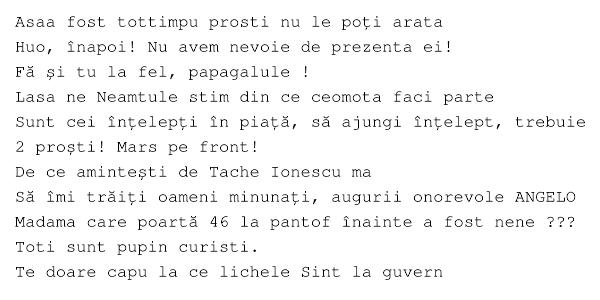 Asaa fost tottimpu prosti nu le poți arata
Huo, înapoi! Nu avem nevoie de prezenta ei!
Fă și tu la fel, papagalule !
Lasa ne Neamtule stim din ce ceomota faci parte
Sunt cei înțelepți în piață, să ajungi înțelept, trebuie
2 proști! Mars pe front!
De ce amintești de Tache Ionescu ma
Să îmi trăiți oameni minunați, augurii onorevole ANGELO
Madama care poartă 46 la pantof înainte a fost nene ???
Toti sunt pupin curisti.
Te doare capu la ce lichele Sint la guvern